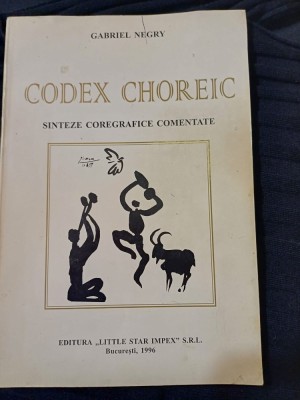 GABRIEL NEGRY
CODEX CHOREIC
SINTEZE COREGRAFICE COMENTATE
EDITURA „LITTLE STAR IMPEX" S.R.L.
București, 1996